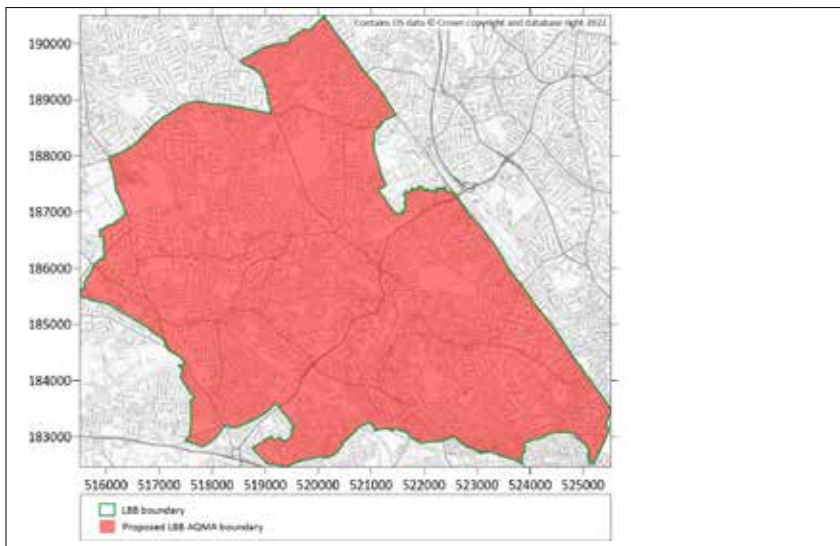 Contains OS data © Crown copyright and database right 2022
190000
189000
188000
187000
186000
185000
184000
183000
516000 517000 518000 519000 520000 521000 522000 523000 524000 525000
LBB boundary
Proposed LBB AQMA boundary